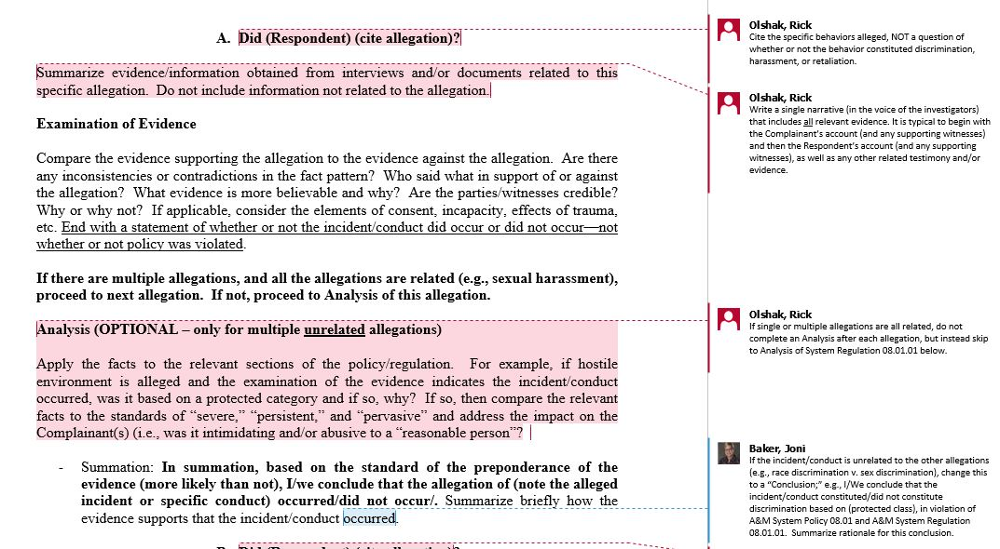 A. Did (Respondent) (cite allegation)?
Summarize evidence/information obtained from interviews and/or documents related to this
specific allegation. Do not include information not related to the allegation.
Examination of Evidence
Compare the evidence supporting the allegation to the evidence against the allegation. Are there
any inconsistencies or contradictions in the fact pattern? Who said what in support of or against
the allegation? What evidence is more believable and why? Are the parties/witnesses credible?
Why or why not? If applicable, consider the elements of consent, incapacity, effects of trauma,
etc. End with a statement of whether or not the incident/conduct did occur or did not occur—not
whether or not policy was violated.
If there are multiple allegations, and all the allegations are related (e.g., sexual harassment),
proceed to next allegation. If not, proceed to Analysis of this allegation.
Analysis (OPTIONAL – only for multiple unrelated allegations)
Apply the facts to the relevant sections of the policy/regulation. For example, if hostile
environment is alleged and the examination of the evidence indicates the incident/conduct
occurred, was it based on a protected category and if so, why? If so, then compare the relevant
facts to the standards of “severe,” “persistent,” and “pervasive” and address the impact on the
Complainant(s) (i.e., was it intimidating and/or abusive to a “reasonable person”?
- Summation: In summation, based on the standard of the preponderance of the
evidence (more likely than not), I/we conclude that the allegation of (note the alleged
incident or specific conduct) occurred/did not occur/. Summarize briefly how the
evidence supports that the incident/conduct occurred.
B. Did (Respondent) (cite allegation)?
Olshak, Rick
Cite the specific behaviors alleged, NOT a question of
whether or not the behavior constituted discrimination,
harassment, or retaliation.
Olshak, Rick
Write a single narrative (in the voice of the investigators)
that includes all relevant evidence. It is typical to begin with
the Complainant’s account (and any supporting witnesses)
and then the Respondent’s account (and any supporting
witnesses), as well as any other related testimony and/or
evidence.
Olshak, Rick
If single or multiple allegations are all related, do not
complete an Analysis after each allegation, but instead skip
to Analysis of System Regulation 08.01.01 below.
Baker, Joni
If the incident/conduct is unrelated to the other allegations
(e.g., race discrimination v. sex discrimination), change this
to a “Conclusion;” e.g., I/We conclude that the
incident/conduct constituted/did not constitute
discrimination based on (protected class), in violation of
A&M System Policy 08.01 and A&M System Regulation
08.01.01. Summarize rationale for this conclusion.